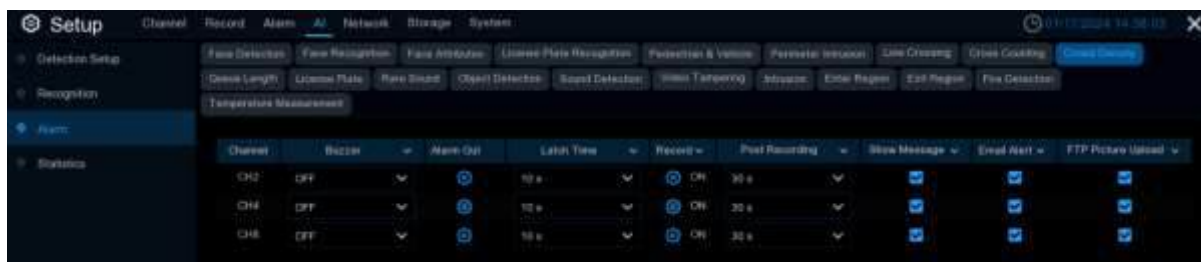 Setup Channel Record Alarm AI Network Storage System
Detection Setup
Recognition
Alarm
Statistics
Face Detection Face Recognition Face Attributes License Plate Recognition Pedestrian & Vehicle Perimeter Intrusion Line Crossing Cross Counting Crowd Density
Queue Length License Plate Rare Sound Object Detection Sound Detection Video Tampering Intrusion Enter Region Exit Region Fire Detection
Temperature Measurement
Channel Buzzer Alarm Out Latch Time Record Post Recording Show Message Email Alert FTP Picture Upload
CH2 OFF 10 s ON 30 s
CH4 OFF 10 s ON 30 s
CH8 OFF 10 s ON 30 s